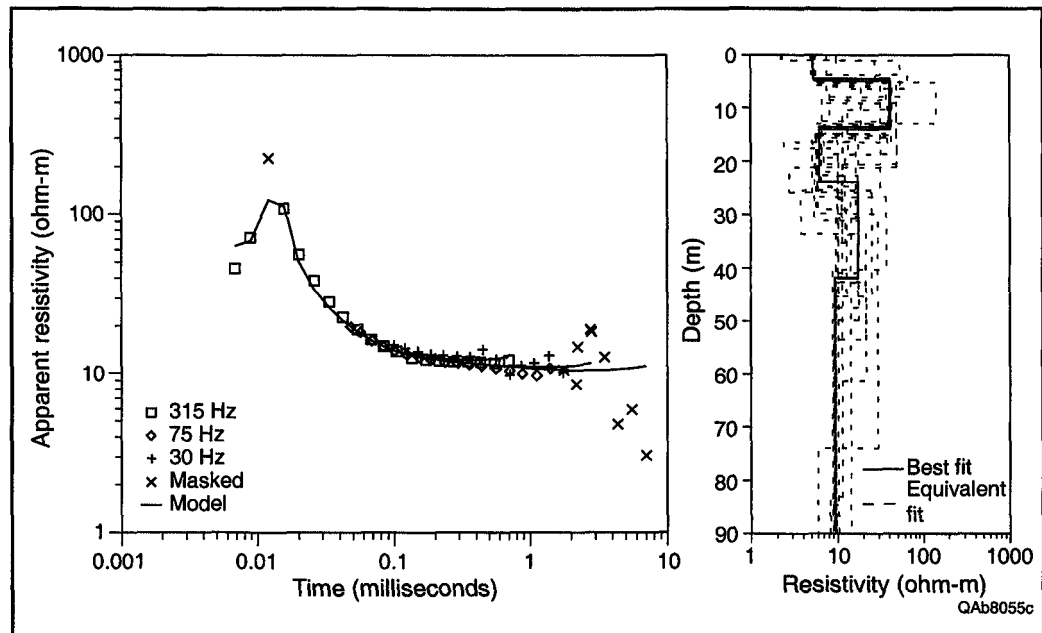 1000
100
10
1
Apparent resistivity (ohm-m)
315 Hz
75 Hz
30 Hz
Masked
Model
0.001
0.01
0.1
1
10
Time (milliseconds)
0
10
20
30
40
50
60
70
80
90
Depth (m)
Best fit
Equivalent
fit
1
10
100
1000
Resistivity (ohm-m)
QAb8055c